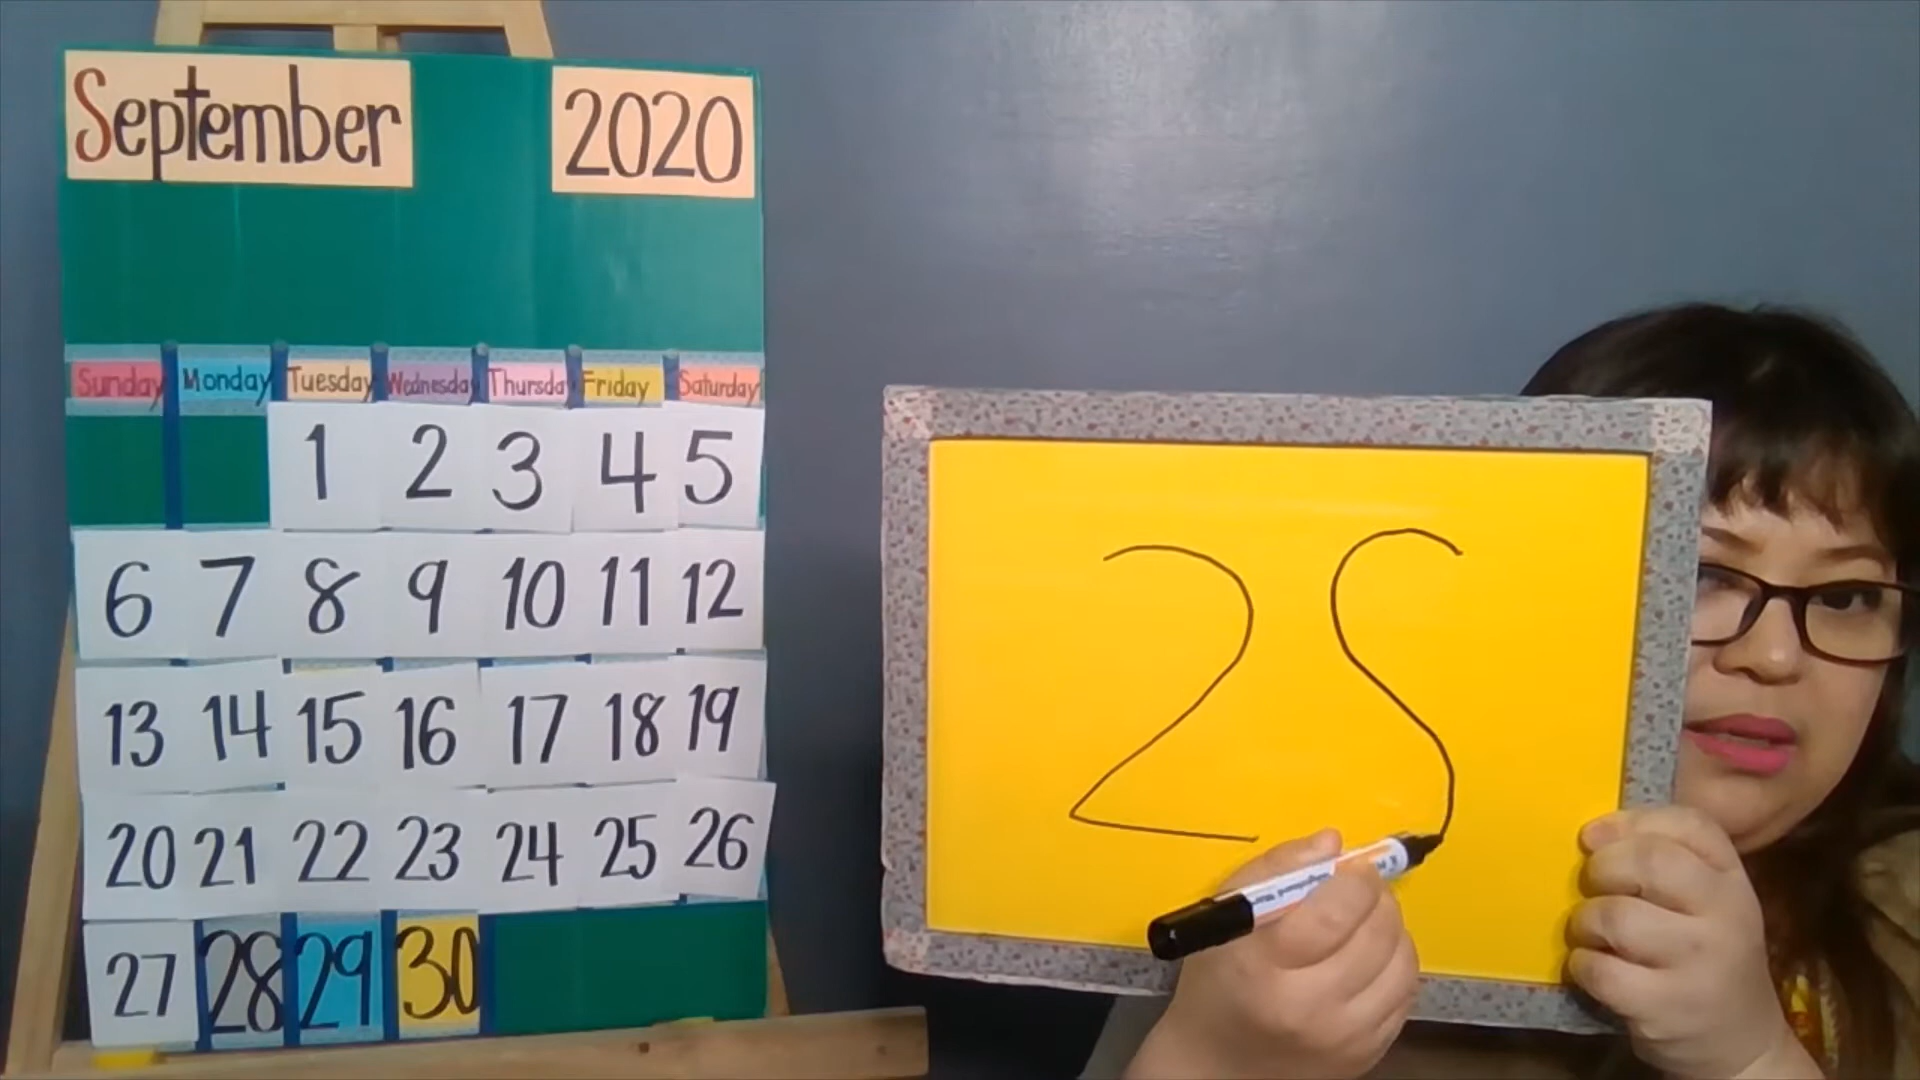 September 2020
Sunday Monday Tuesday Wednesday Thursda Friday Saturday
1 2 3 4 5
6 7 8 9 10 11 12
13 14 15 16 17 18 19
20 21 22 23 24 25 26
27 28 29 30
2S